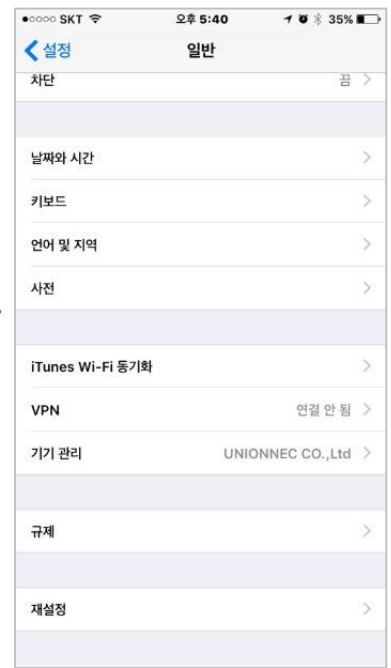 SKT 오후 5:40 35%
설정 일반
차단 끔
날짜와 시간
키보드
언어 및 지역
사전
iTunes Wi-Fi 동기화
VPN 연결 안 됨
기기 관리 UNIONNEC CO.,Ltd
규제
재설정